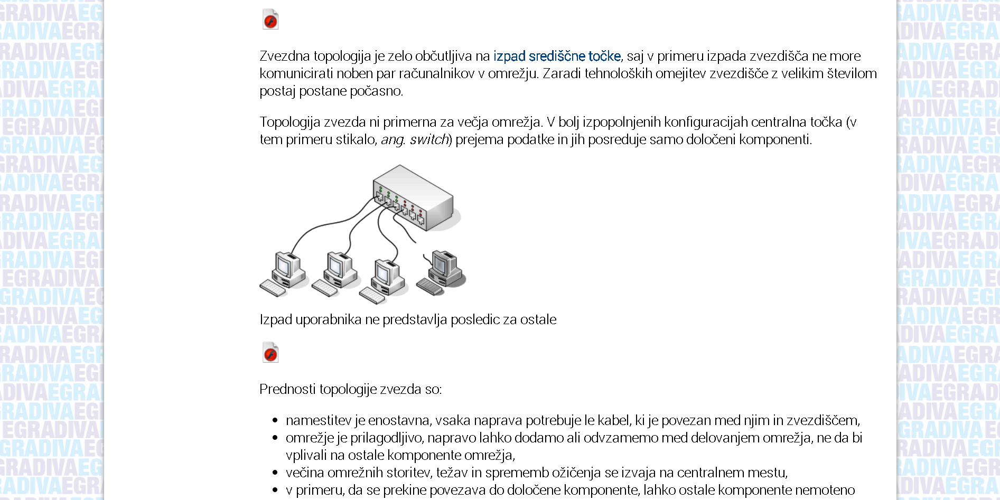 Zvezdna topologija je zelo občutljiva na izpad središčne točke, saj v primeru izpada zvezdišča ne more
komunicirati noben par računalnikov v omrežju. Zaradi tehnoloških omejitev zvezdišče z velikim številom
postaj postane počasno.
Topologija zvezda ni primerna za večja omrežja. V bolj izpopolnjenih konfiguracijah centralna točka (v
tem primeru stikalo, ang. switch) prejema podatke in jih posreduje samo določeni komponenti.
Izpad uporabnika ne predstavlja posledic za ostale
Prednosti topologije zvezda so:
• namestitev je enostavna, vsaka naprava potrebuje le kabel, ki je povezan med njim in zvezdiščem,
• omrežje je prilagodljivo, napravo lahko dodamo ali odvzamemo med delovanjem omrežja, ne da bi
vplivali na ostale komponente omrežja,
• večina omrežnih storitev, težav in sprememb ožičenja se izvaja na centralnem mestu,
• v primeru, da se prekine povezava do določene komponente, lahko ostale komponente nemoteno